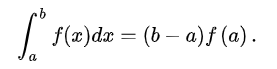 ∫_a^b f(x)dx = (b − a)f (a) .